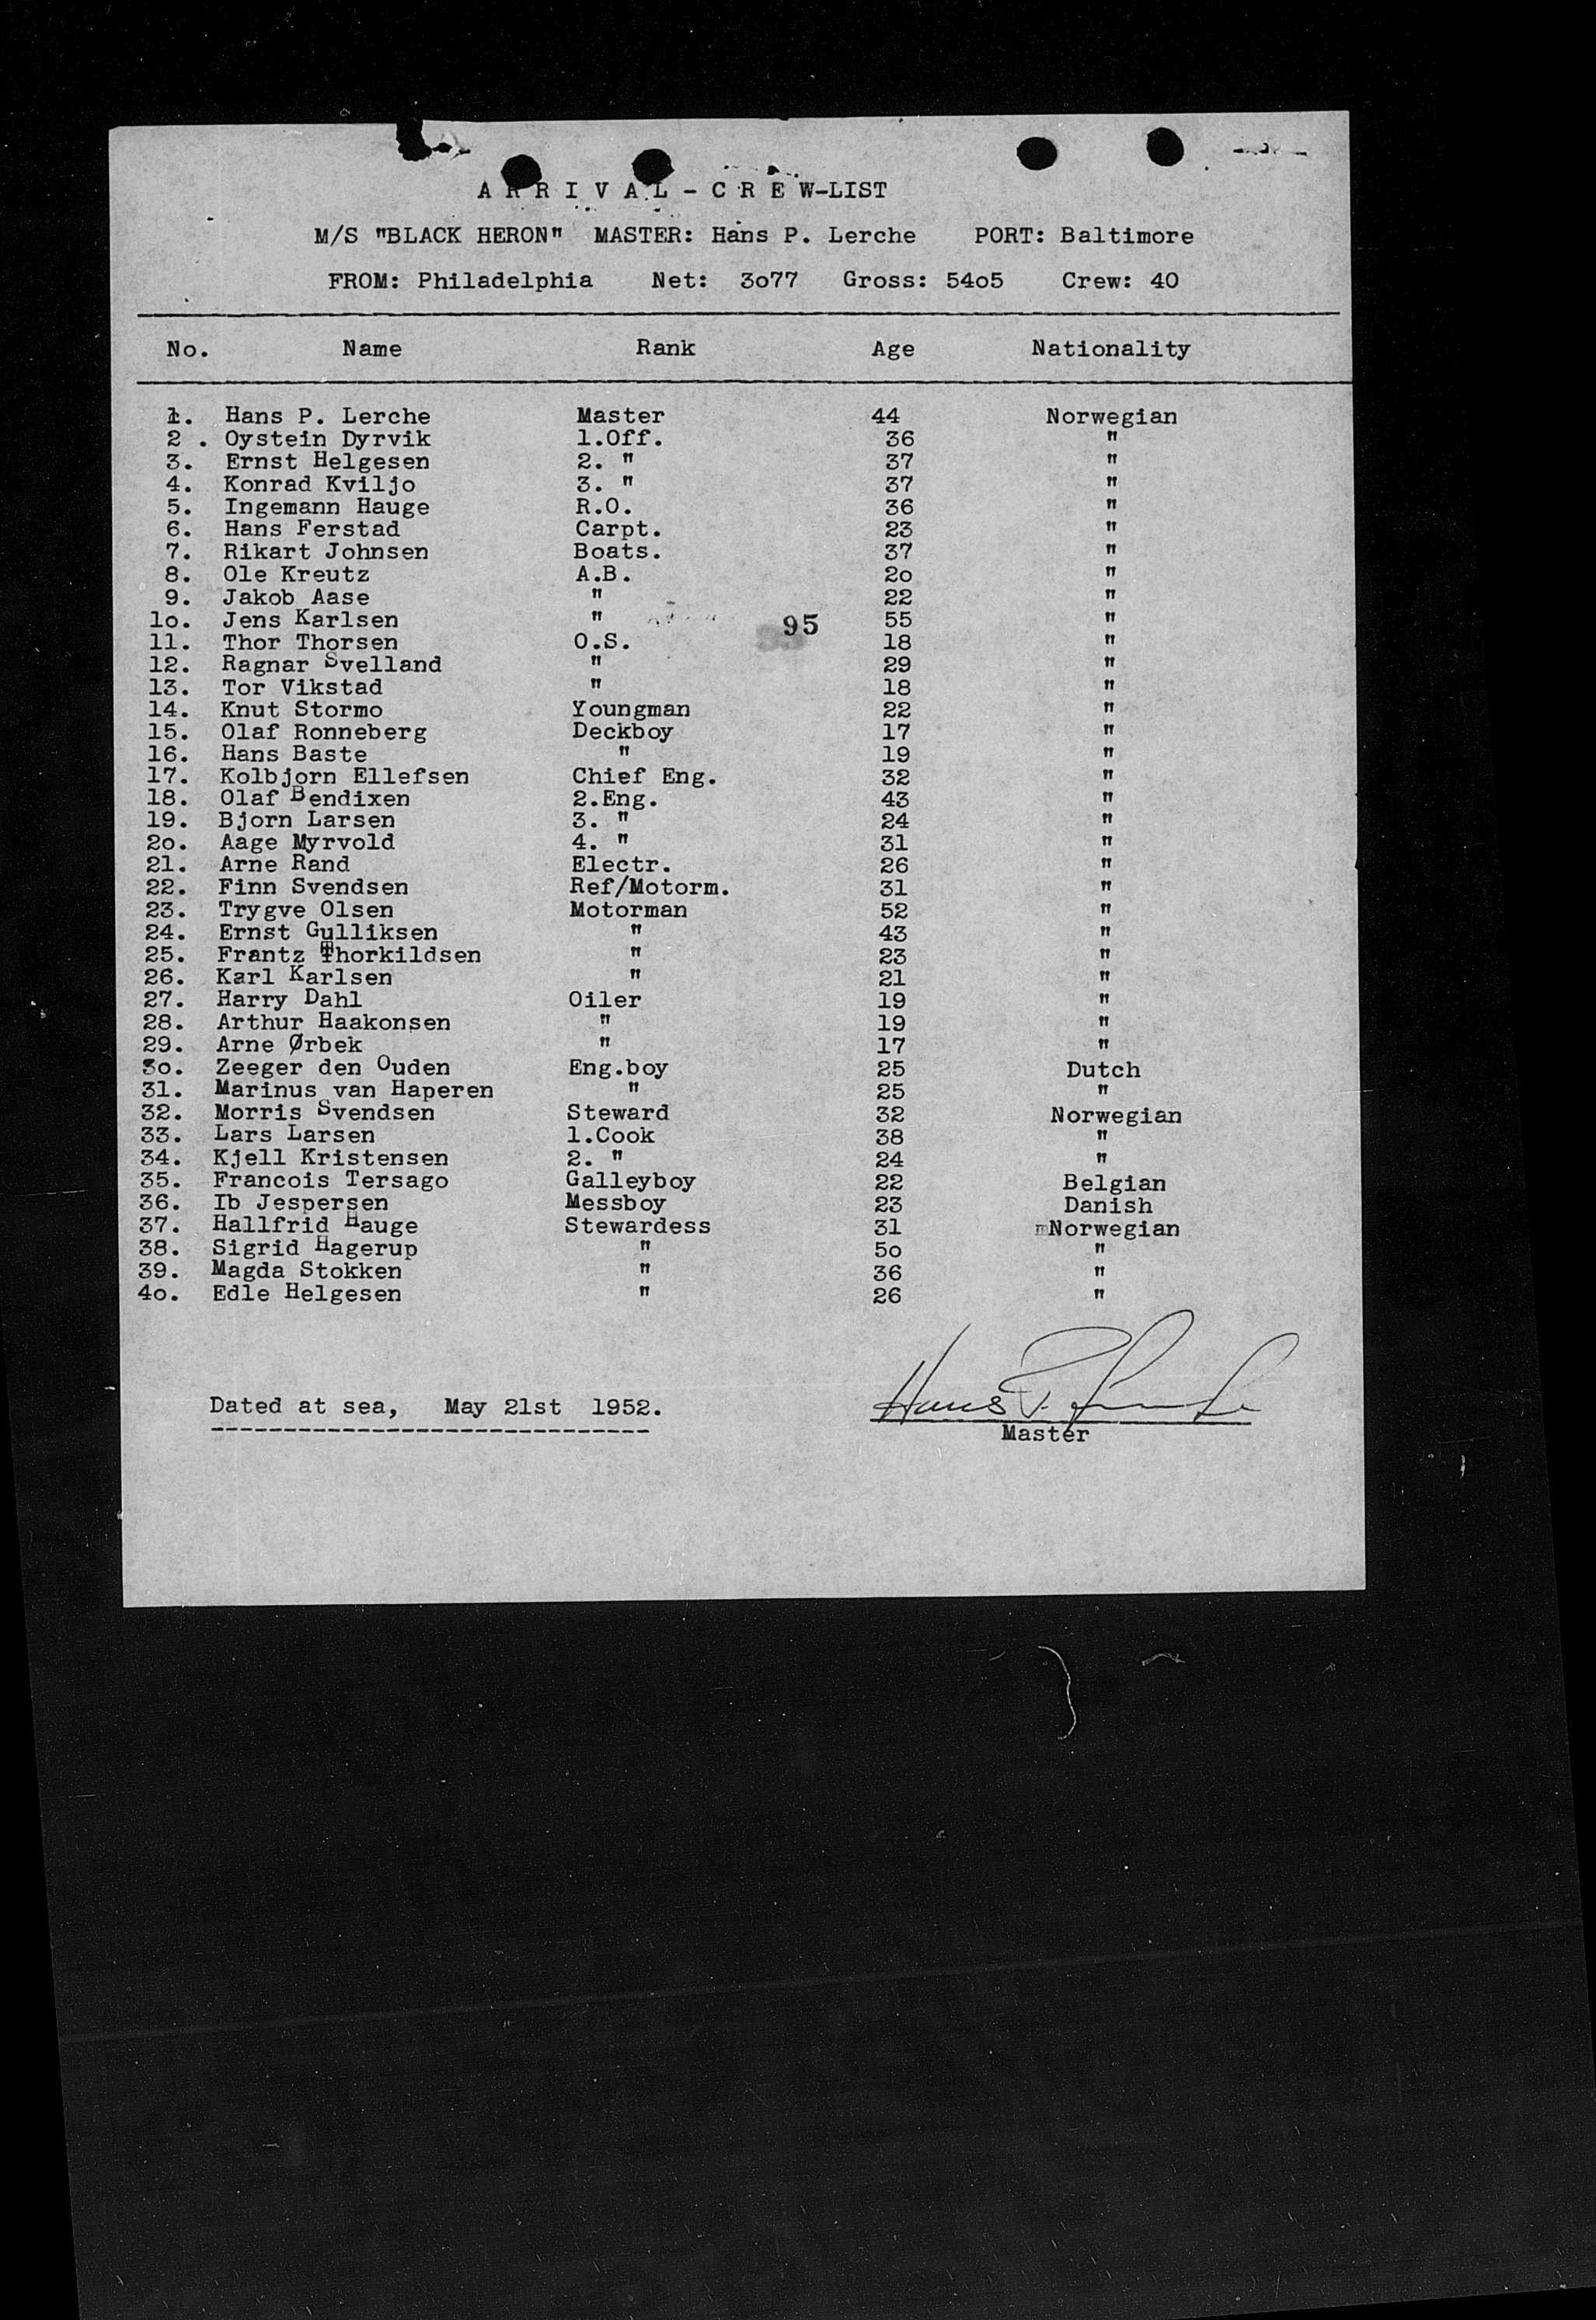 ARRIVAL-CREW-LIST
M/S "BLACK HERON" MASTER: Hans P. Lerche PORT: Baltimore
FROM: Philadelphia Net: 3o77 Gross: 54o5 Crew: 40
No. Name Rank Age Nationality
1. Hans P. Lerche Master 44 Norwegian
2 . Oystein Dyrvik 1.Off. 36 "
3. Ernst Helgesen 2. " 37 "
4. Konrad Kviljo 3. " 37 "
5. Ingemann Hauge R.O. 36 "
6. Hans Ferstad Carpt. 23 "
7. Rikart Johnsen Boats. 37 "
8. Ole Kreutz A.B. 2o "
9. Jakob Aase " 22 "
1o. Jens Karlsen " 95 55 "
11. Thor Thorsen O.S. 18 "
12. Ragnar Svelland " 29 "
13. Tor Vikstad " 18 "
14. Knut Stormo Youngman 22 "
15. Olaf Ronneberg Deckboy 17 "
16. Hans Baste " 19 "
17. Kolbjorn Ellefsen Chief Eng. 32 "
18. Olaf Bendixen 2.Eng. 43 "
19. Bjorn Larsen 3. " 24 "
2o. Aage Myrvold 4. " 31 "
21. Arne Rand Electr. 26 "
22. Finn Svendsen Ref/Motorm. 31 "
23. Trygve Olsen Motorman 52 "
24. Ernst Gulliksen " 43 "
25. Frantz Thorkildsen " 23 "
26. Karl Karlsen " 21 "
27. Harry Dahl Oiler 19 "
28. Arthur Haakonsen " 19 "
29. Arne Ørbek " 17 "
3o. Zeeger den Ouden Eng.boy 25 Dutch
31. Marinus van Haperen " 25 "
32. Morris Svendsen Steward 32 Norwegian
33. Lars Larsen 1.Cook 38 "
34. Kjell Kristensen 2. " 24 "
35. Francois Tersago Galleyboy 22 Belgian
36. Ib Jespersen Messboy 23 Danish
37. Hallfrid Hauge Stewardess 31 Norwegian
38. Sigrid Hagerup " 5o "
39. Magda Stokken " 36 "
4o. Edle Helgesen " 26 "
Hans P. Lerche
Dated at sea, May 21st 1952.
Master